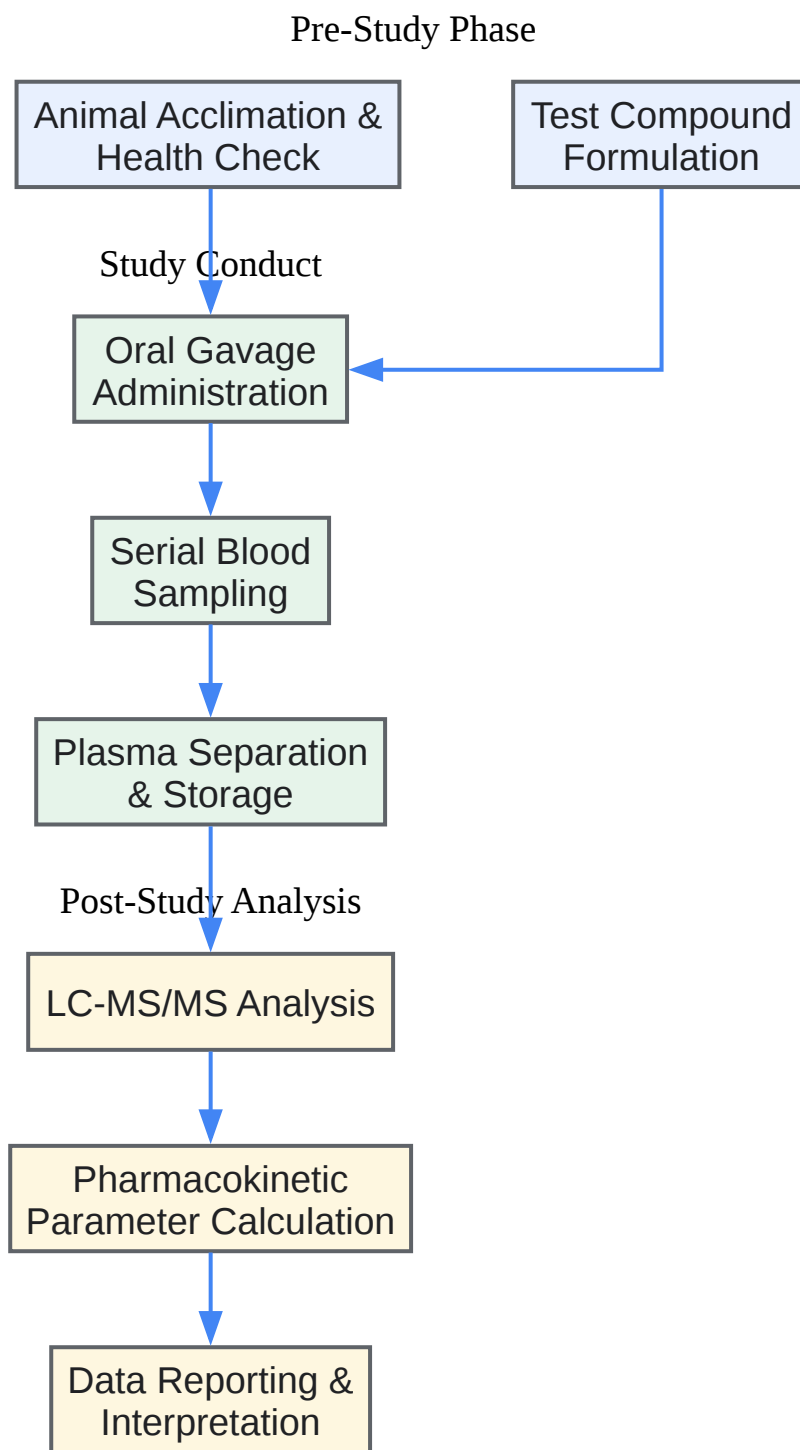 Pre-Study Phase
Animal Acclimation &
Health Check
Test Compound
Formulation
Study Conduct
Oral Gavage
Administration
Serial Blood
Sampling
Plasma Separation
& Storage
Post-Study Analysis
LC-MS/MS Analysis
Pharmacokinetic
Parameter Calculation
Data Reporting &
Interpretation